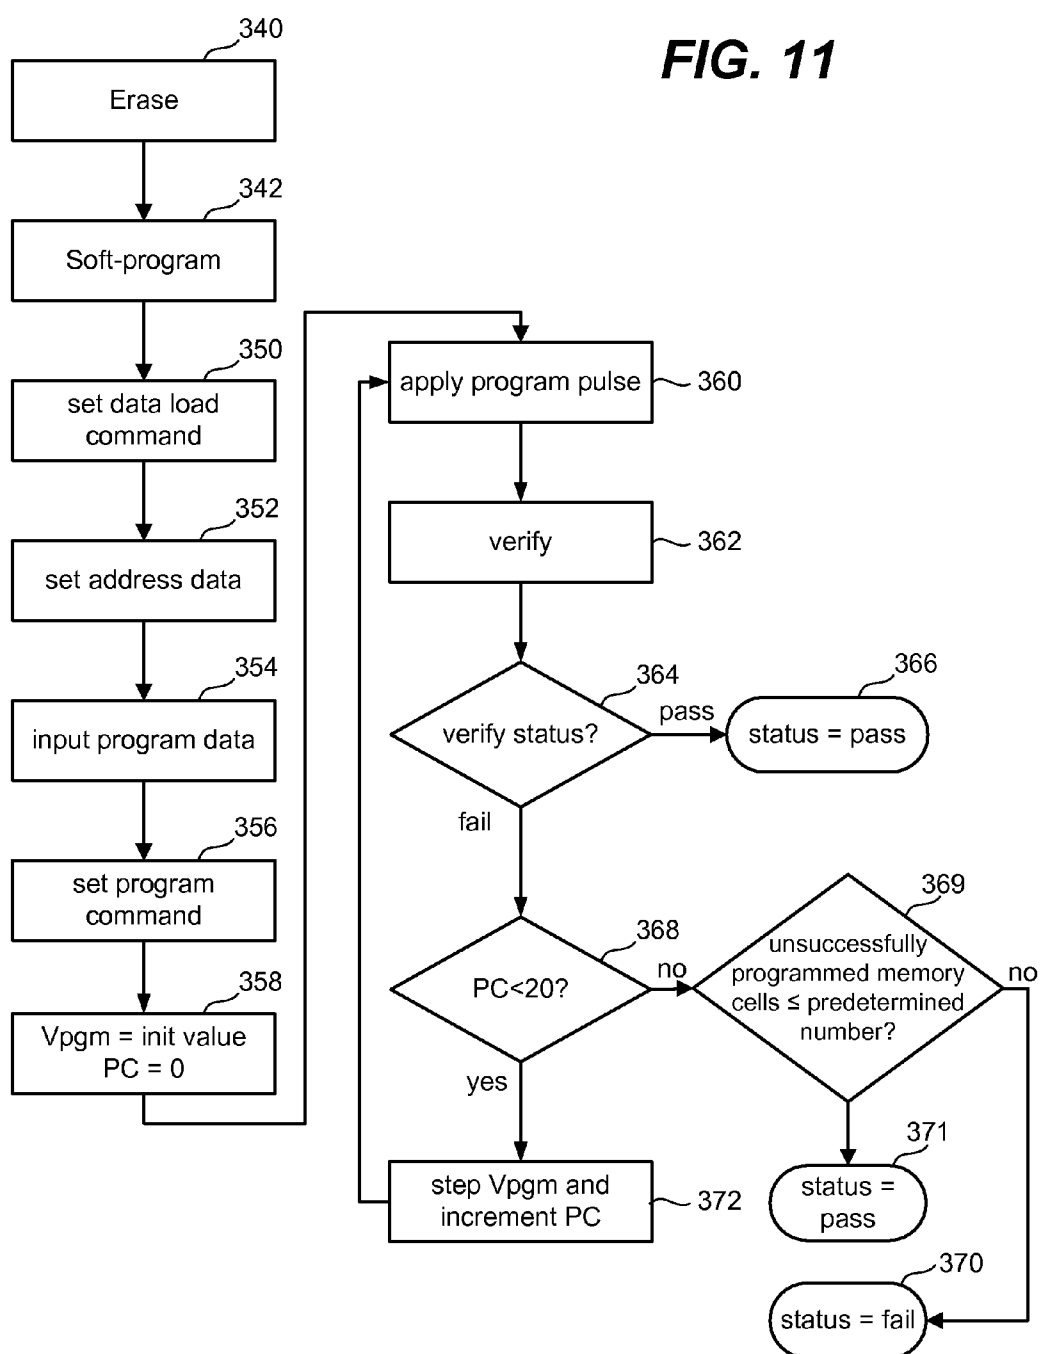 FIG. 11
340
Erase
342
Soft-program
350
set data load
command
352
set address data
354
input program data
356
set program
command
358
Vpgm = init value
PC = 0
apply program pulse
360
verify
362
364
verify status?
pass
366
status = pass
fail
368
PC<20?
no
369
unsuccessfully
programmed memory
cells ≤ predetermined
number?
no
yes
step Vpgm and
increment PC
372
371
status =
pass
370
status = fail